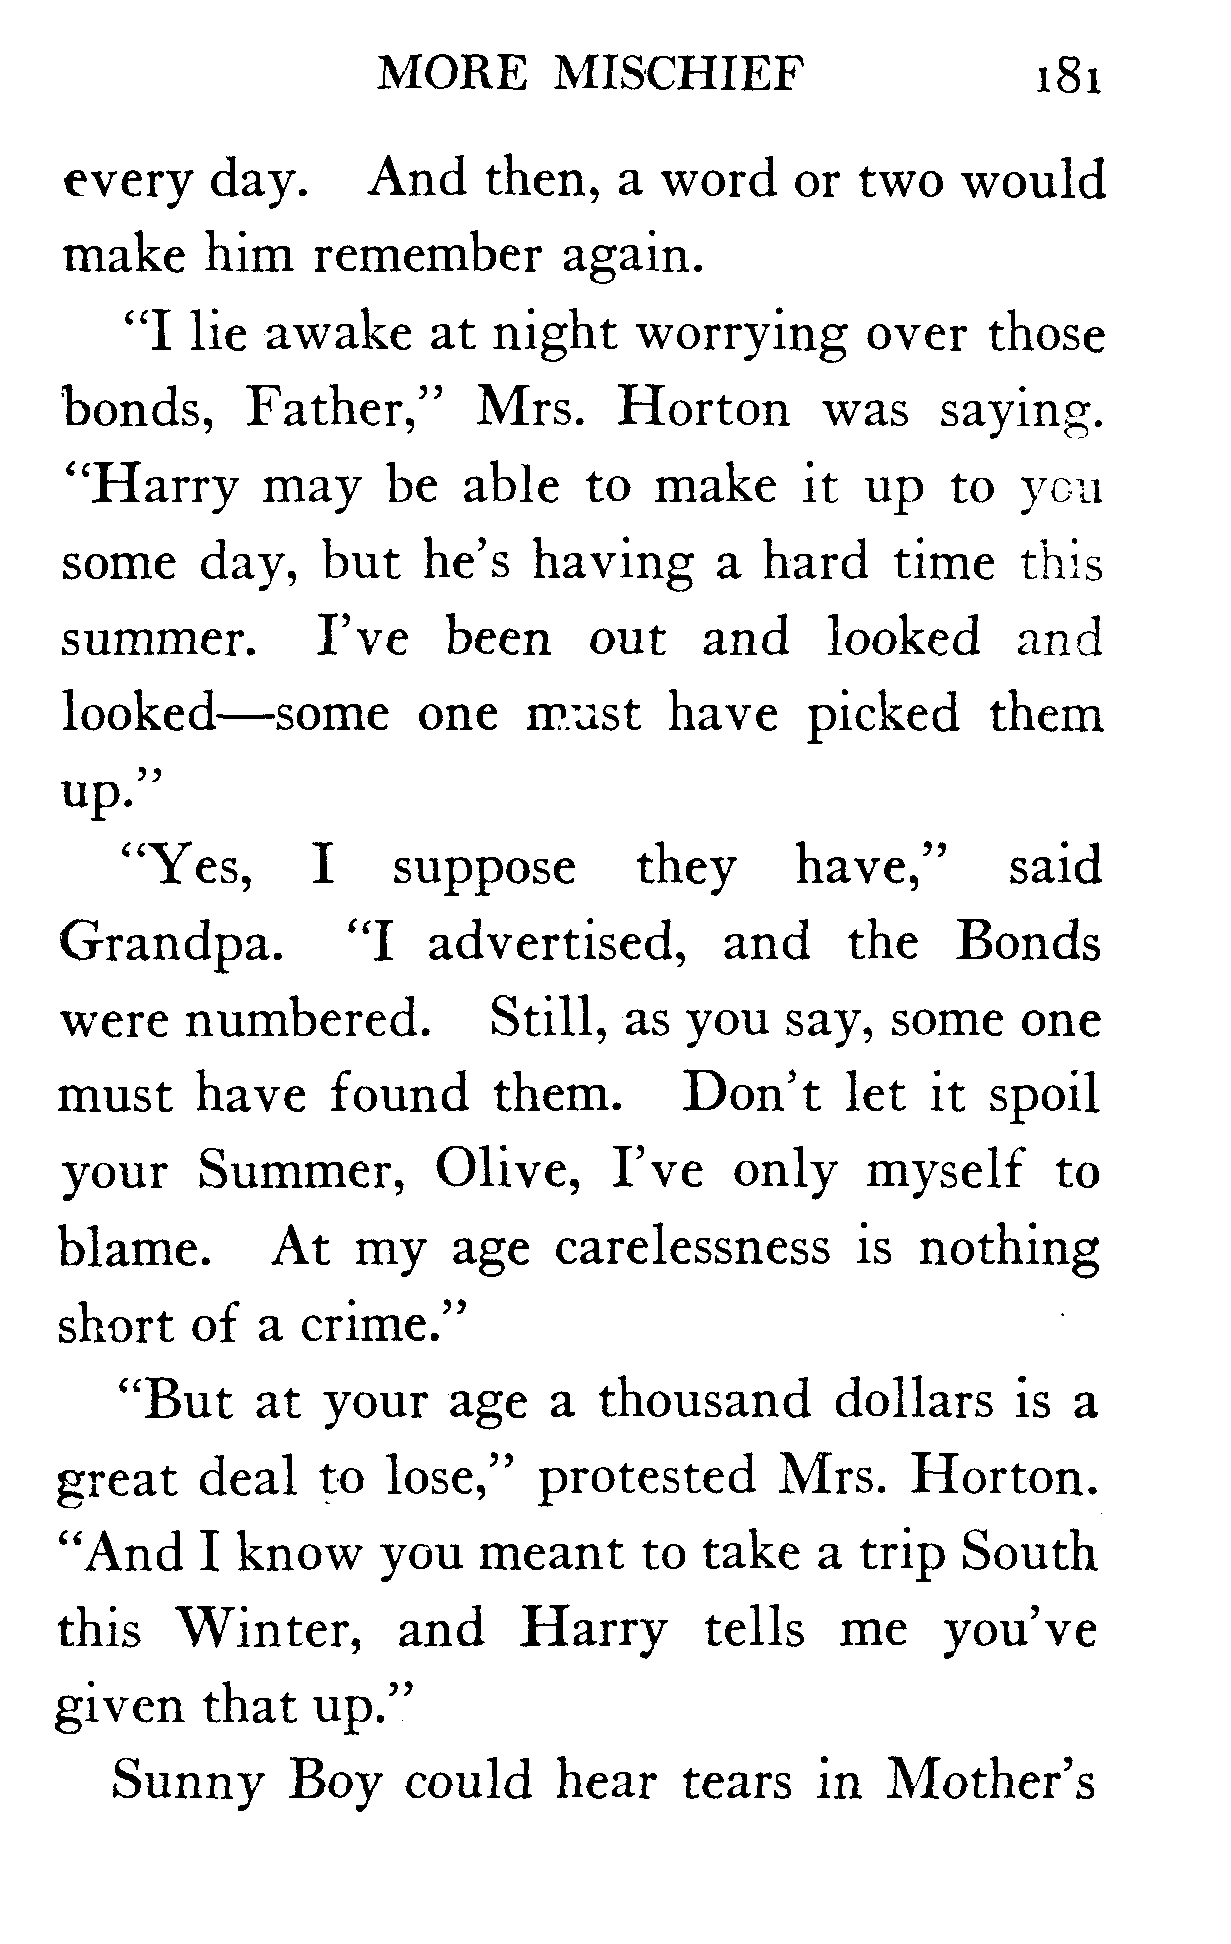 MORE MISCHIEF 181
every day. And then, a word or two would
make him remember again.
"I lie awake at night worrying over those
bonds, Father," Mrs. Horton was saying.
"Harry may be able to make it up to you
some day, but he's having a hard time this
summer. I've been out and looked and
looked—some one must have picked them
up."
"Yes, I suppose they have," said
Grandpa. "I advertised, and the Bonds
were numbered. Still, as you say, some one
must have found them. Don't let it spoil
your Summer, Olive, I've only myself to
blame. At my age carelessness is nothing
short of a crime."
"But at your age a thousand dollars is a
great deal to lose," protested Mrs. Horton.
"And I know you meant to take a trip South
this Winter, and Harry tells me you've
given that up."
Sunny Boy could hear tears in Mother's